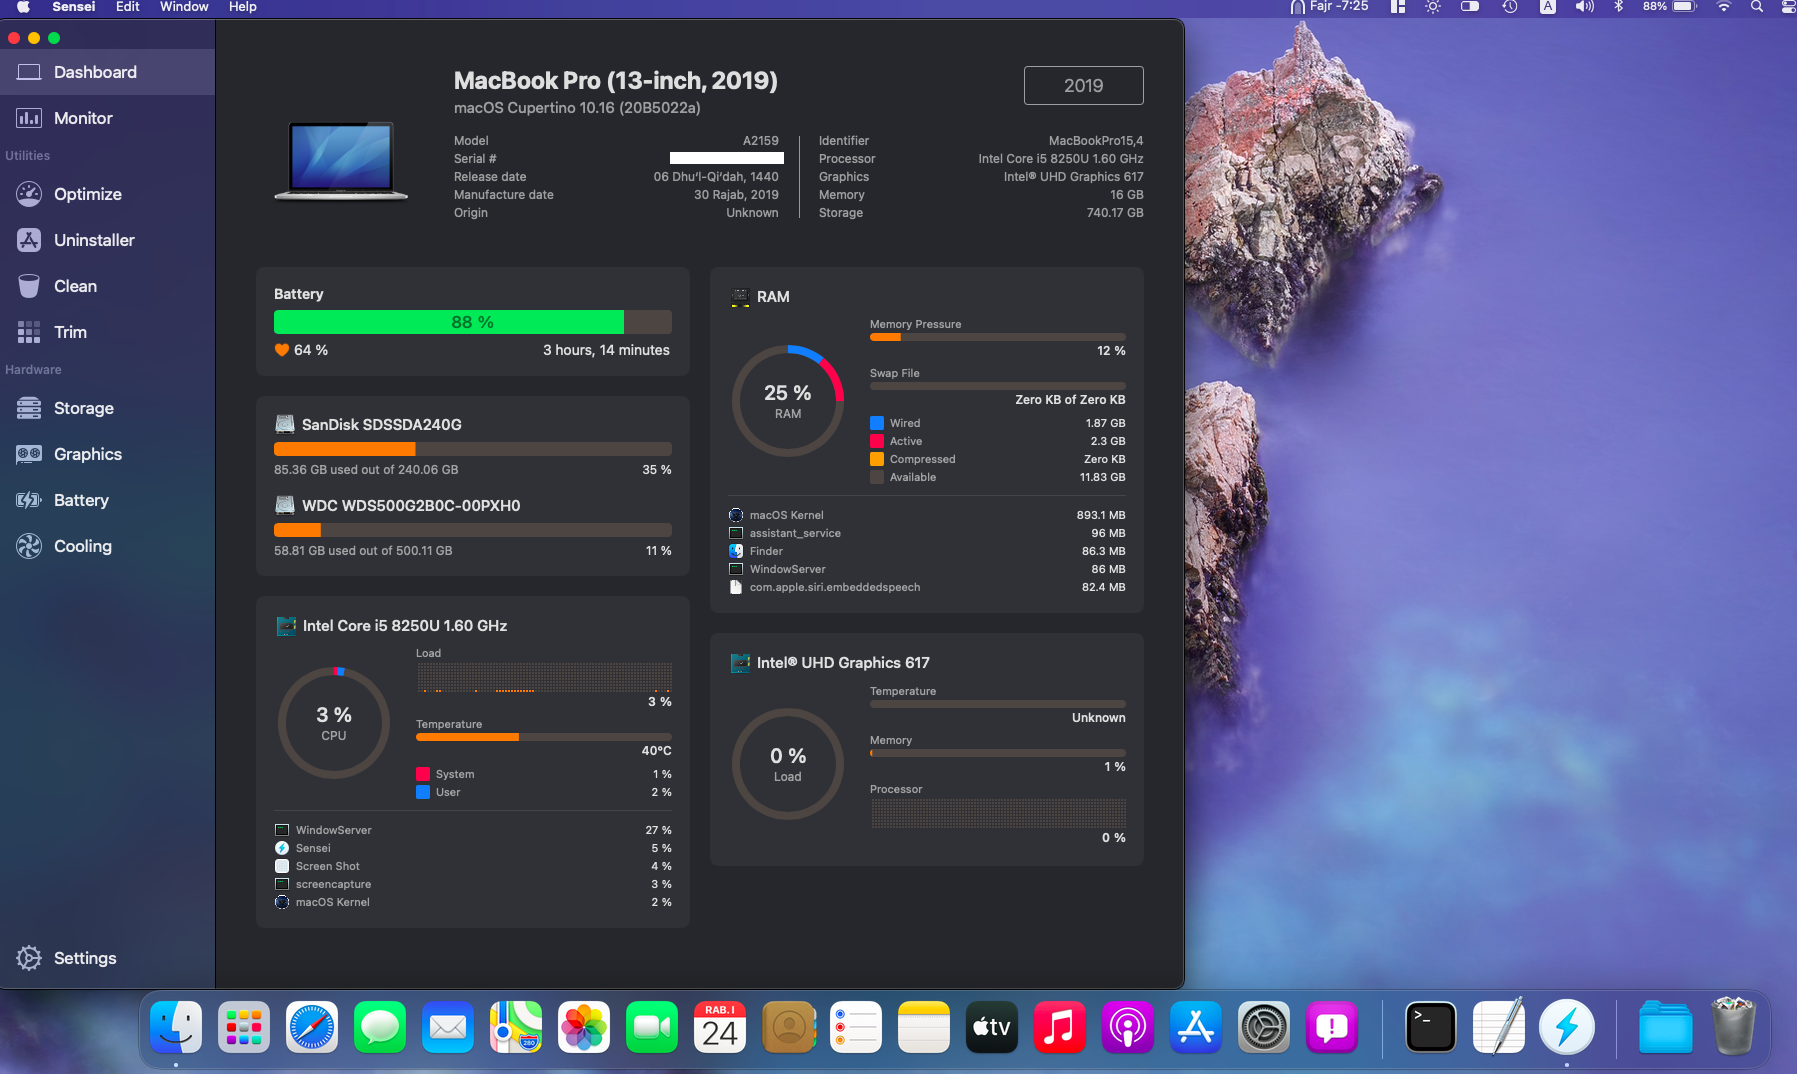 Sensei Edit Window Help Fajr -7:25 A 88%
Dashboard
Monitor
Utilities
Optimize
Uninstaller
Clean
Trim
Hardware
Storage
Graphics
Battery
Cooling
Settings
MacBook Pro (13-inch, 2019)
macOS Cupertino 10.16 (20B5022a)
2019
Model A2159
Serial #
Release date 06 Dhuʻl-Qiʻdah, 1440
Manufacture date 30 Rajab, 2019
Origin Unknown
Identifier MacBookPro15,4
Processor Intel Core i5 8250U 1.60 GHz
Graphics Intel® UHD Graphics 617
Memory 16 GB
Storage 740.17 GB
Battery
88 %
64 % 3 hours, 14 minutes
SanDisk SDSSDA240G
85.36 GB used out of 240.06 GB 35 %
WDC WDS500G2B0C-00PXH0
58.81 GB used out of 500.11 GB 11 %
Intel Core i5 8250U 1.60 GHz
Load
3 %
3 %
CPU
Temperature
40°C
System 1 %
User 2 %
WindowServer 27 %
Sensei 5 %
Screen Shot 4 %
screencapture 3 %
macOS Kernel 2 %
RAM
Memory Pressure
12 %
25 %
RAM
Swap File
Zero KB of Zero KB
Wired 1.87 GB
Active 2.3 GB
Compressed Zero KB
Available 11.83 GB
macOS Kernel 893.1 MB
assistant_service 96 MB
Finder 86.3 MB
WindowServer 86 MB
com.apple.siri.embeddedspeech 82.4 MB
Intel® UHD Graphics 617
Temperature
Unknown
0 %
Load
Memory
1 %
Processor
0 %
RAB. I
24
280
tv
>_